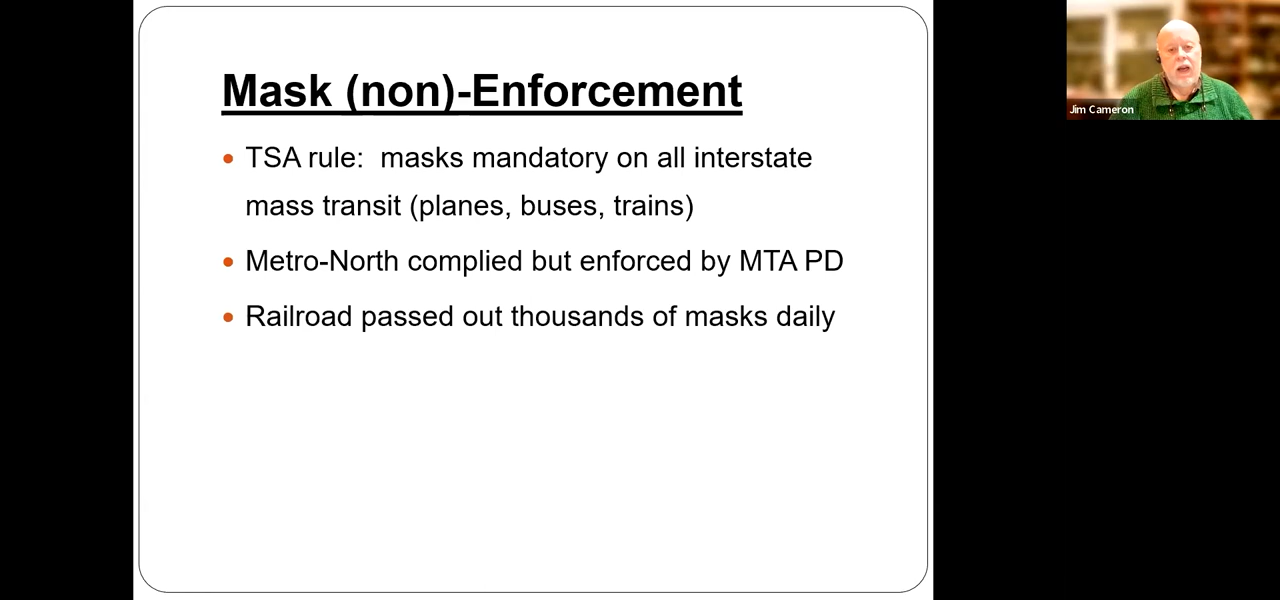 Mask (non)-Enforcement
• TSA rule:  masks mandatory on all interstate
mass transit (planes, buses, trains)
• Metro-North complied but enforced by MTA PD
• Railroad passed out thousands of masks daily
Jim Cameron